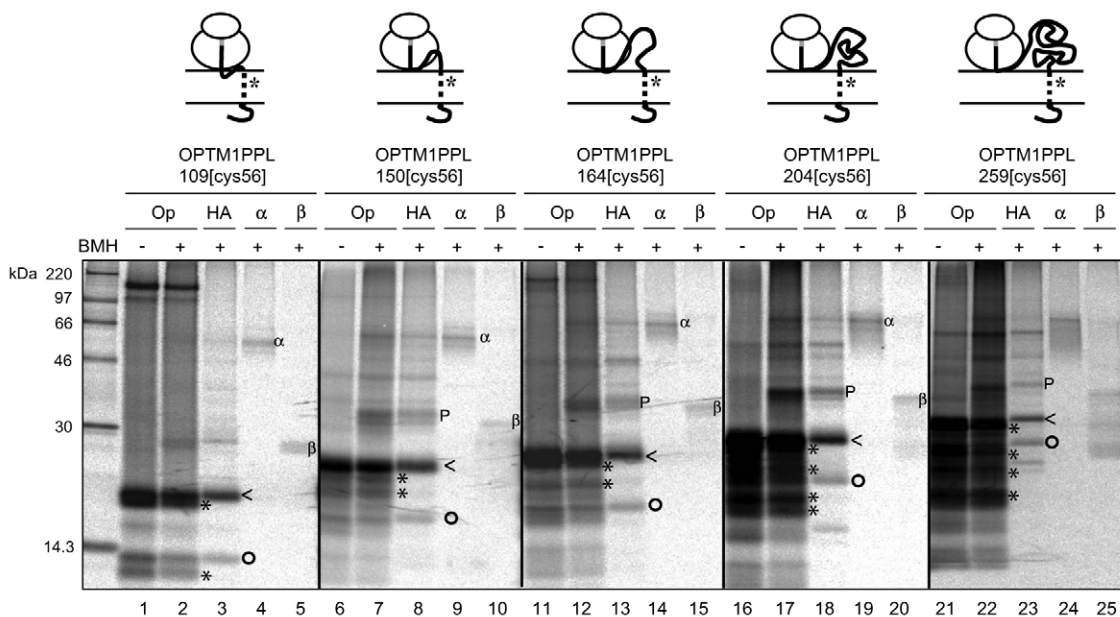 * * * * *
OPTM1PPL OPTM1PPL OPTM1PPL OPTM1PPL OPTM1PPL
109[cys56] 150[cys56] 164[cys56] 204[cys56] 259[cys56]
Op HA α β Op HA α β Op HA α β Op HA α β Op HA α β
BMH - + + + + - + + + + - + + + + - + + + + - + + + +
kDa 220
97
66 α α
α α α
46
P P P P
30 β β β β
< < < < <
* * * * * * * * * * * *
o o o o o
14.3
*
1 2 3 4 5 6 7 8 9 10 11 12 13 14 15 16 17 18 19 20 21 22 23 24 25